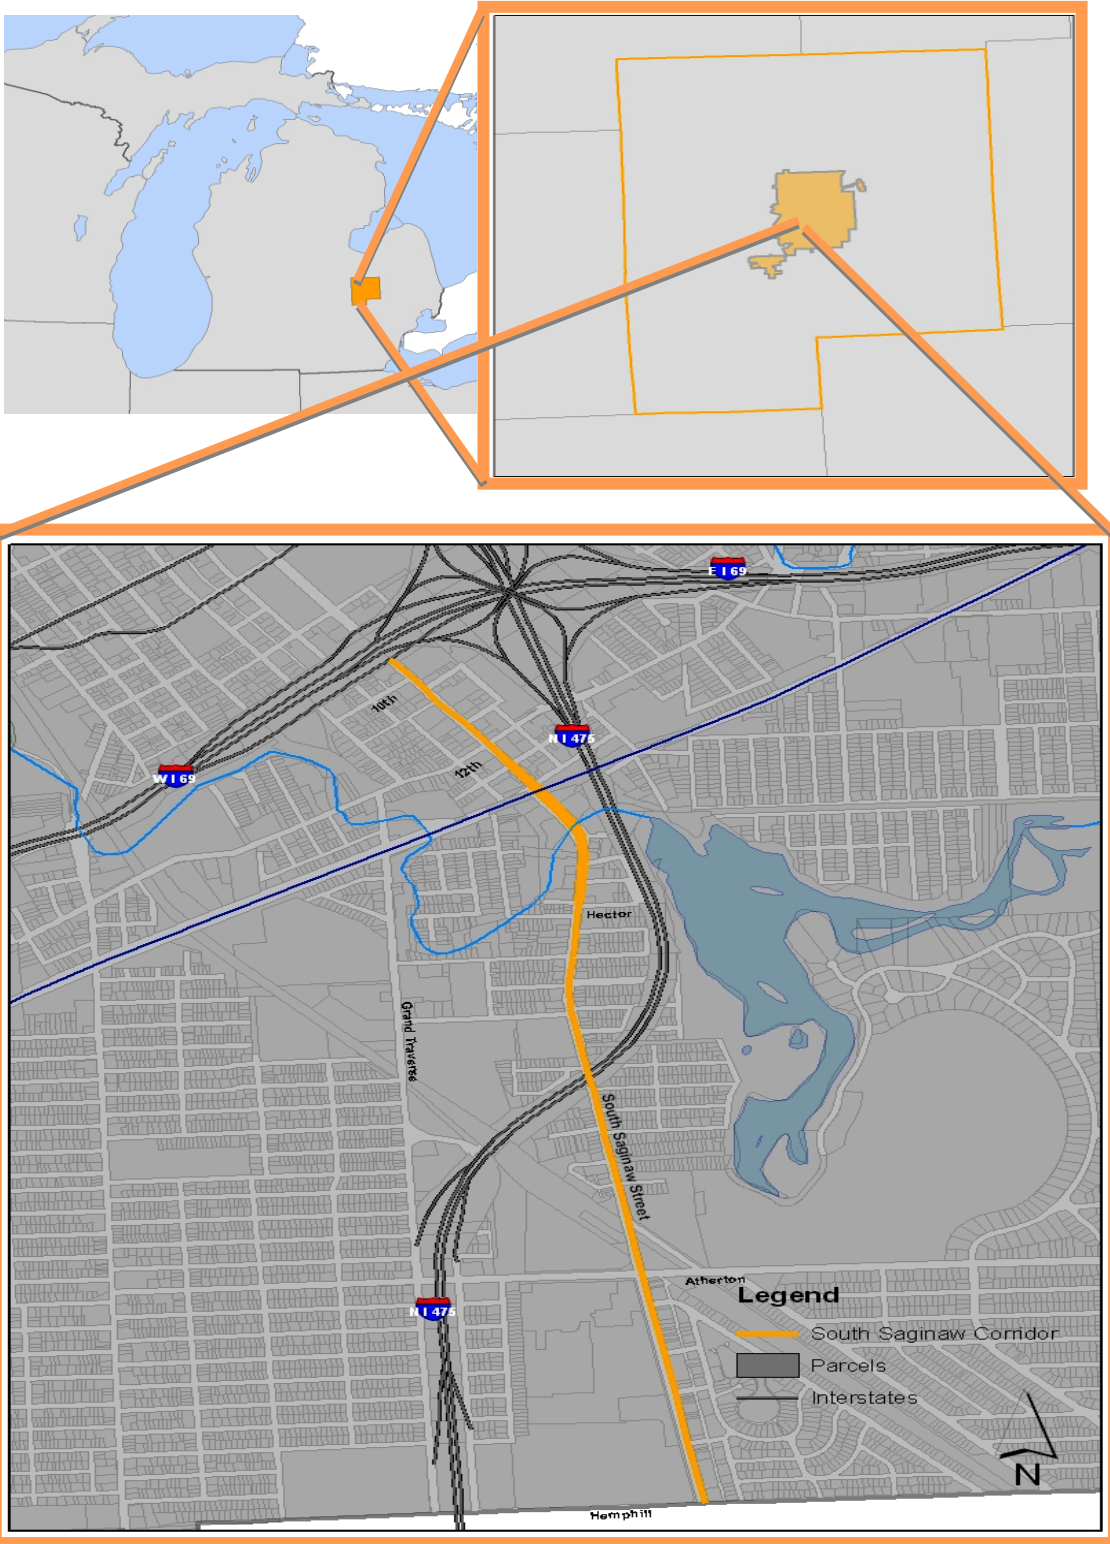 E I 69
10th
N I 475
12th
W I 69
Hector
Grand Traverse
South Saginaw Street
Atherton
Legend
N I 475
South Saginaw Corridor
Parcels
Interstates
N
Hemphill